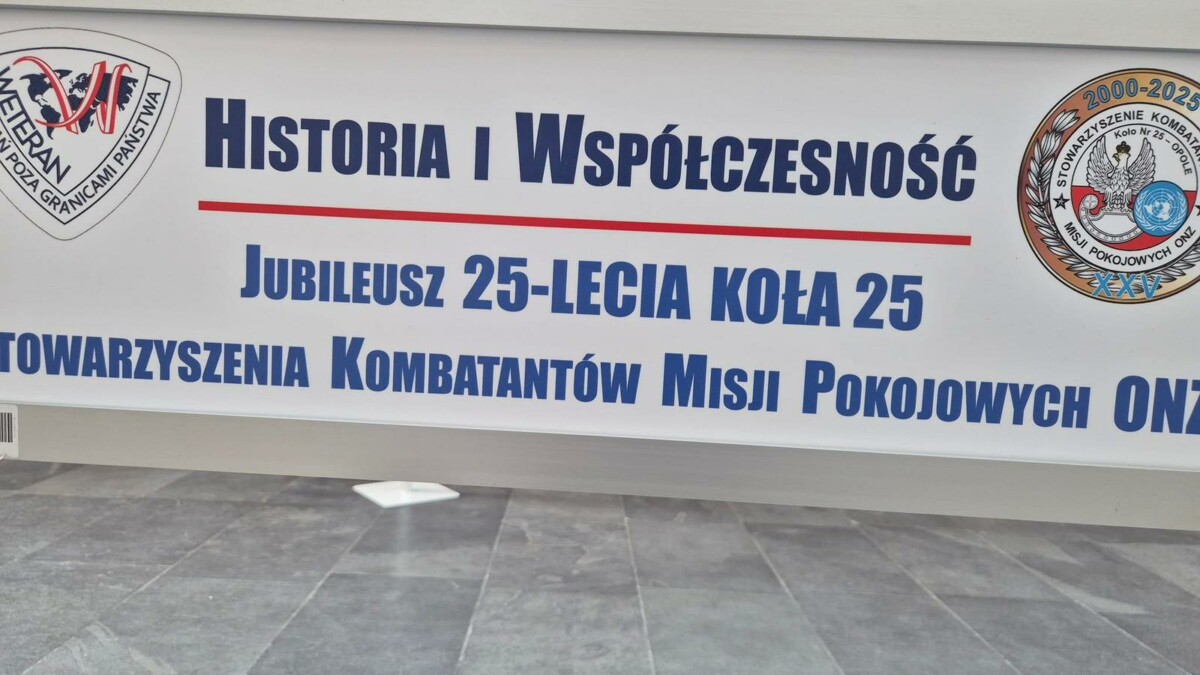 WETERAN
POZA GRANICAMI PAŃSTWA
HISTORIA I WSPÓŁCZESNOŚĆ
2000-2025
STOWARZYSZENIE
Koło Nr 25 - OPOLE
MISJI POKOJOWYCH ONZ
XXV
JUBILEUSZ 25-LECIA KOŁA 25
TOWARZYSZENIA KOMBATANTÓW MISJI POKOJOWYCH ONZ